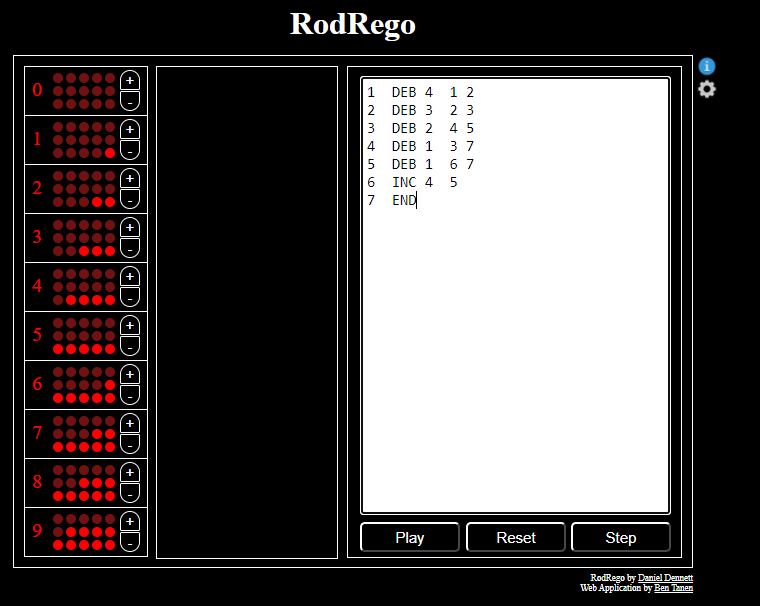 RodRego
0 + -
1 + -
2 + -
3 + -
4 + -
5 + -
6 + -
7 + -
8 + -
9 + -
1 DEB 4 1 2
2 DEB 3 2 3
3 DEB 2 4 5
4 DEB 1 3 7
5 DEB 1 6 7
6 INC 4 5
7 END
Play Reset Step
RodRego by Daniel Dennett
Web Application by Ben Tanen